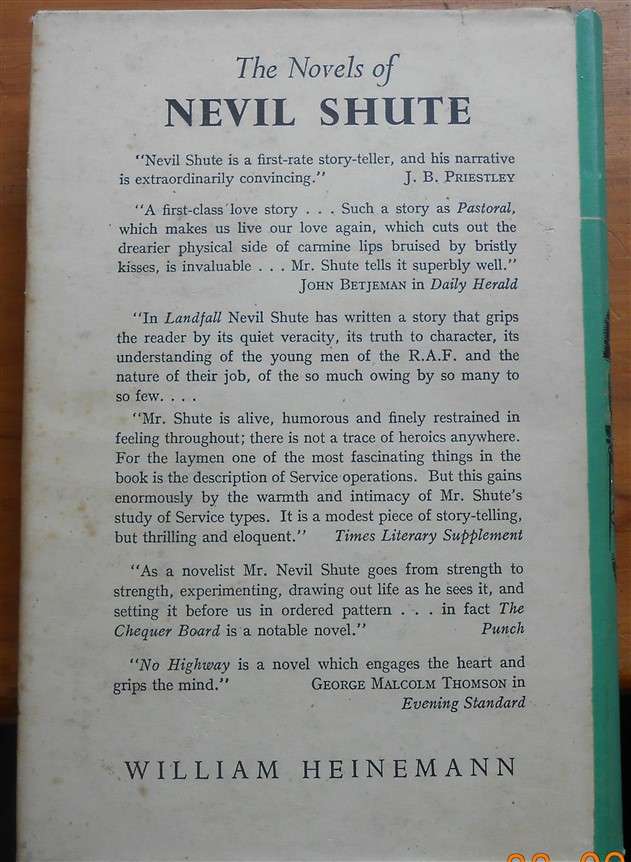 The Novels of
NEVIL SHUTE
"Nevil Shute is a first-rate story-teller, and his narrative
is extraordinarily convincing." J. B. PRIESTLEY
"A first-class love story . . . Such a story as Pastoral,
which makes us live our love again, which cuts out the
drearier physical side of carmine lips bruised by bristly
kisses, is invaluable . . . Mr. Shute tells it superbly well."
JOHN BETJEMAN in Daily Herald
"In Landfall Nevil Shute has written a story that grips
the reader by its quiet veracity, its truth to character, its
understanding of the young men of the R.A.F. and the
nature of their job, of the so much owing by so many to
so few. . . .
"Mr. Shute is alive, humorous and finely restrained in
feeling throughout; there is not a trace of heroics anywhere.
For the laymen one of the most fascinating things in the
book is the description of Service operations. But this gains
enormously by the warmth and intimacy of Mr. Shute's
study of Service types. It is a modest piece of story-telling,
but thrilling and eloquent." Times Literary Supplement
"As a novelist Mr. Nevil Shute goes from strength to
strength, experimenting, drawing out life as he sees it, and
setting it before us in ordered pattern . . . in fact The
Chequer Board is a notable novel." Punch
"No Highway is a novel which engages the heart and
grips the mind." GEORGE MALCOLM THOMSON in
Evening Standard
WILLIAM HEINEMANN